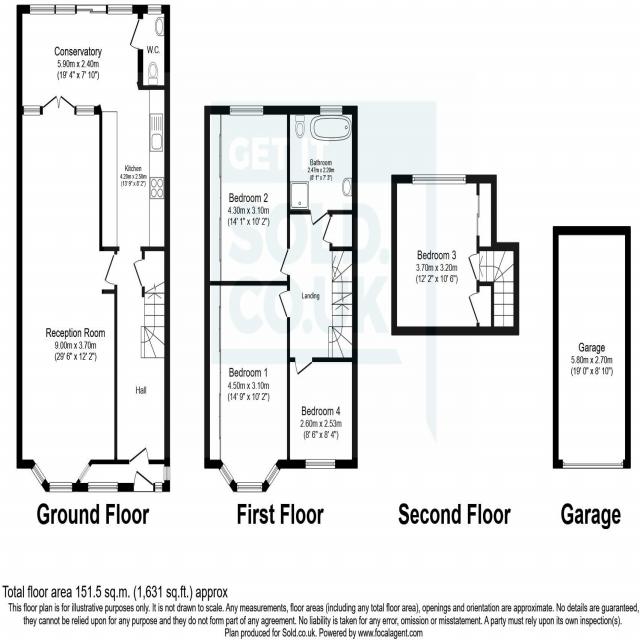 Conservatory
5.90m x 2.40m
(19' 4" x 7' 10")
W.C.
Kitchen
4.20m x 2.50m
(13' 9" x 8' 2")
Reception Room
9.00m x 3.70m
(29' 6" x 12' 2")
Hall
Ground Floor
GET IT
SOLD.
CO.UK
Bathroom
2.47m x 2.20m
(8' 1" x 7' 3")
Bedroom 2
4.30m x 3.10m
(14' 1" x 10' 2")
Landing
Bedroom 1
4.50m x 3.10m
(14' 9" x 10' 2")
Bedroom 4
2.60m x 2.53m
(8' 6" x 8' 4")
First Floor
Bedroom 3
3.70m x 3.20m
(12' 2" x 10' 6")
Second Floor
Garage
5.80m x 2.70m
(19' 0" x 8' 10")
Garage
Total floor area 151.5 sq.m. (1,631 sq.ft.) approx
This floor plan is for illustrative purposes only. It is not drawn to scale. Any measurements, floor areas (including any total floor area), openings and orientation are approximate. No details are guaranteed,
they cannot be relied upon for any purpose and they do not form part of any agreement. No liability is taken for any error, omission or misstatement. A party must rely upon its own inspection(s).
Plan produced for Sold.co.uk. Powered by www.focalagent.com